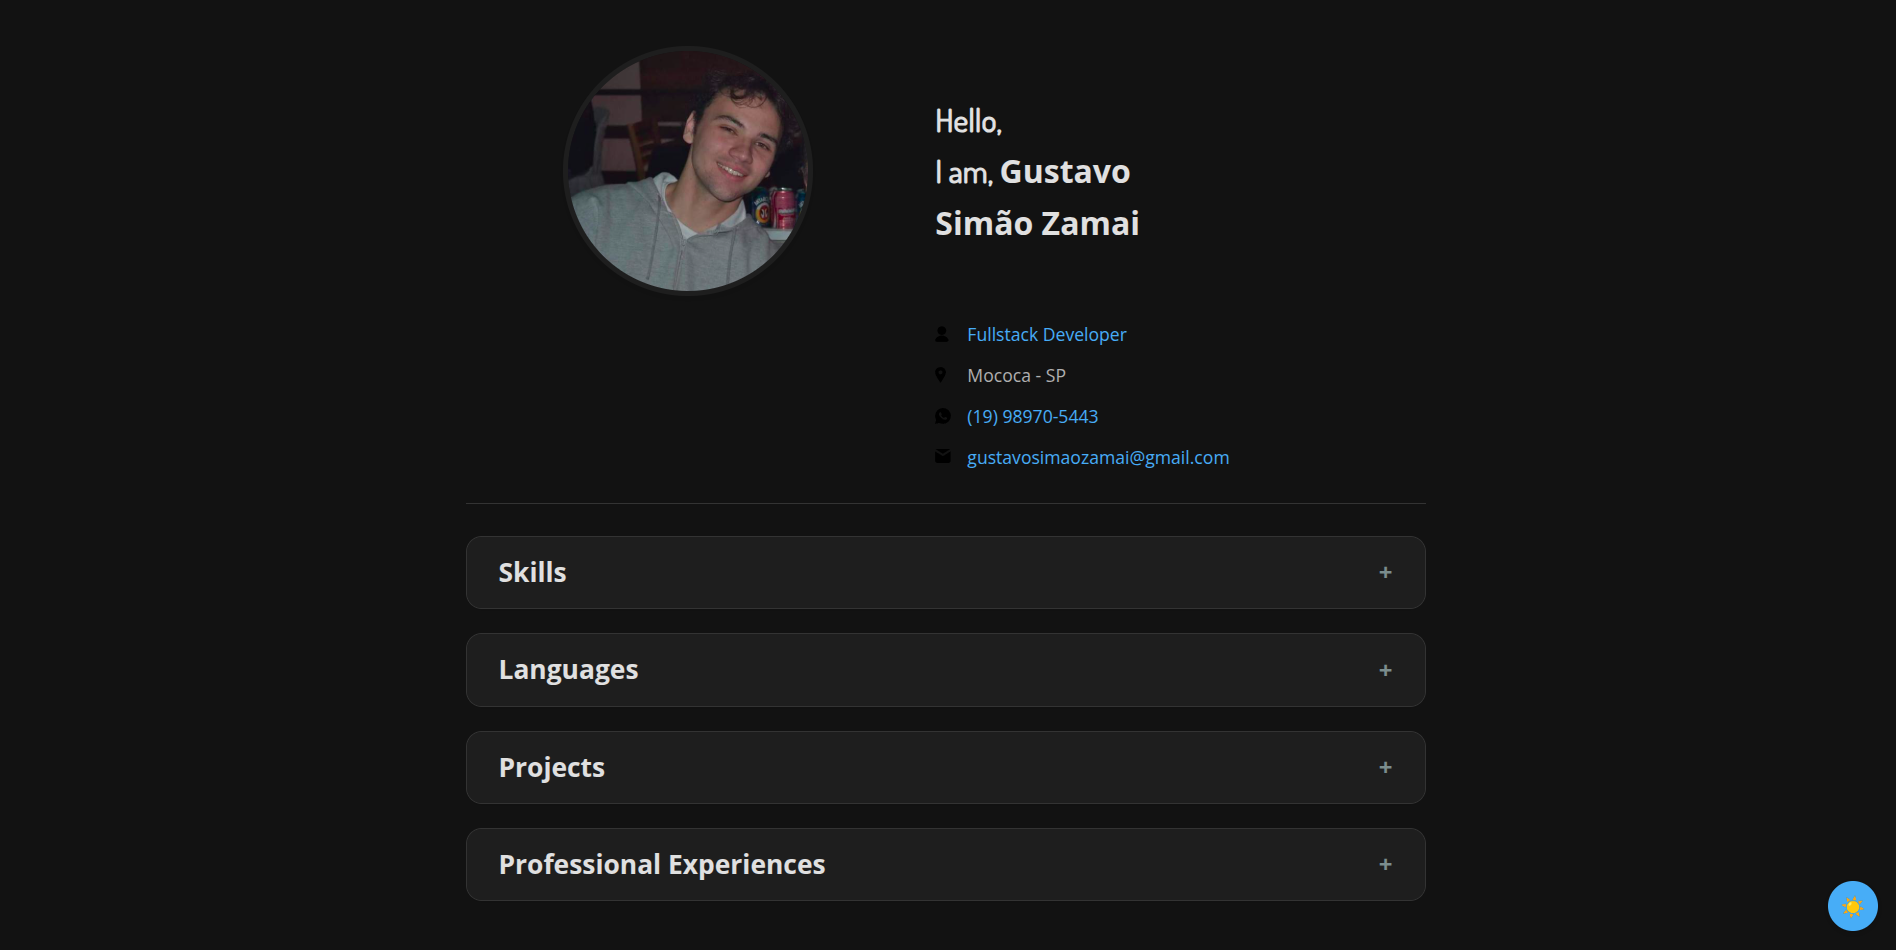 Hello,
I am, Gustavo
Simão Zamai
Fullstack Developer
Mococa - SP
(19) 98970-5443
gustavosimaozamai@gmail.com
Skills +
Languages +
Projects +
Professional Experiences +